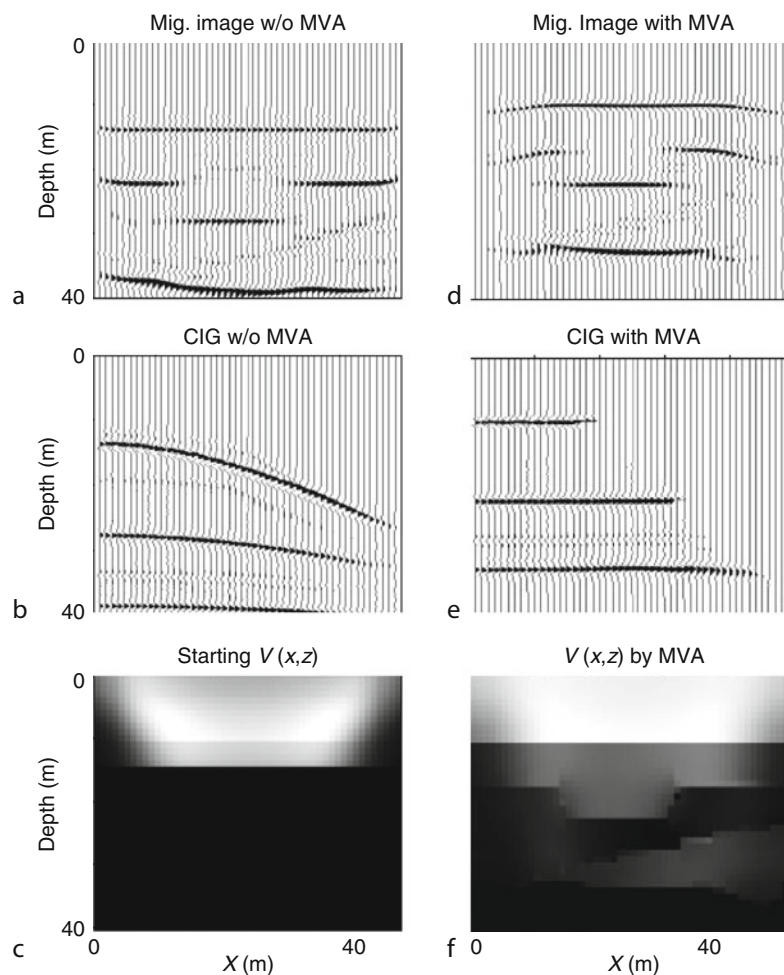 Mig. image w/o MVA
Mig. Image with MVA
0
Depth (m)
40
a
d
CIG w/o MVA
CIG with MVA
0
Depth (m)
40
b
e
Starting V (x,z)
V (x,z) by MVA
0
Depth (m)
40
c
f
0
40
0
40
X (m)
X (m)